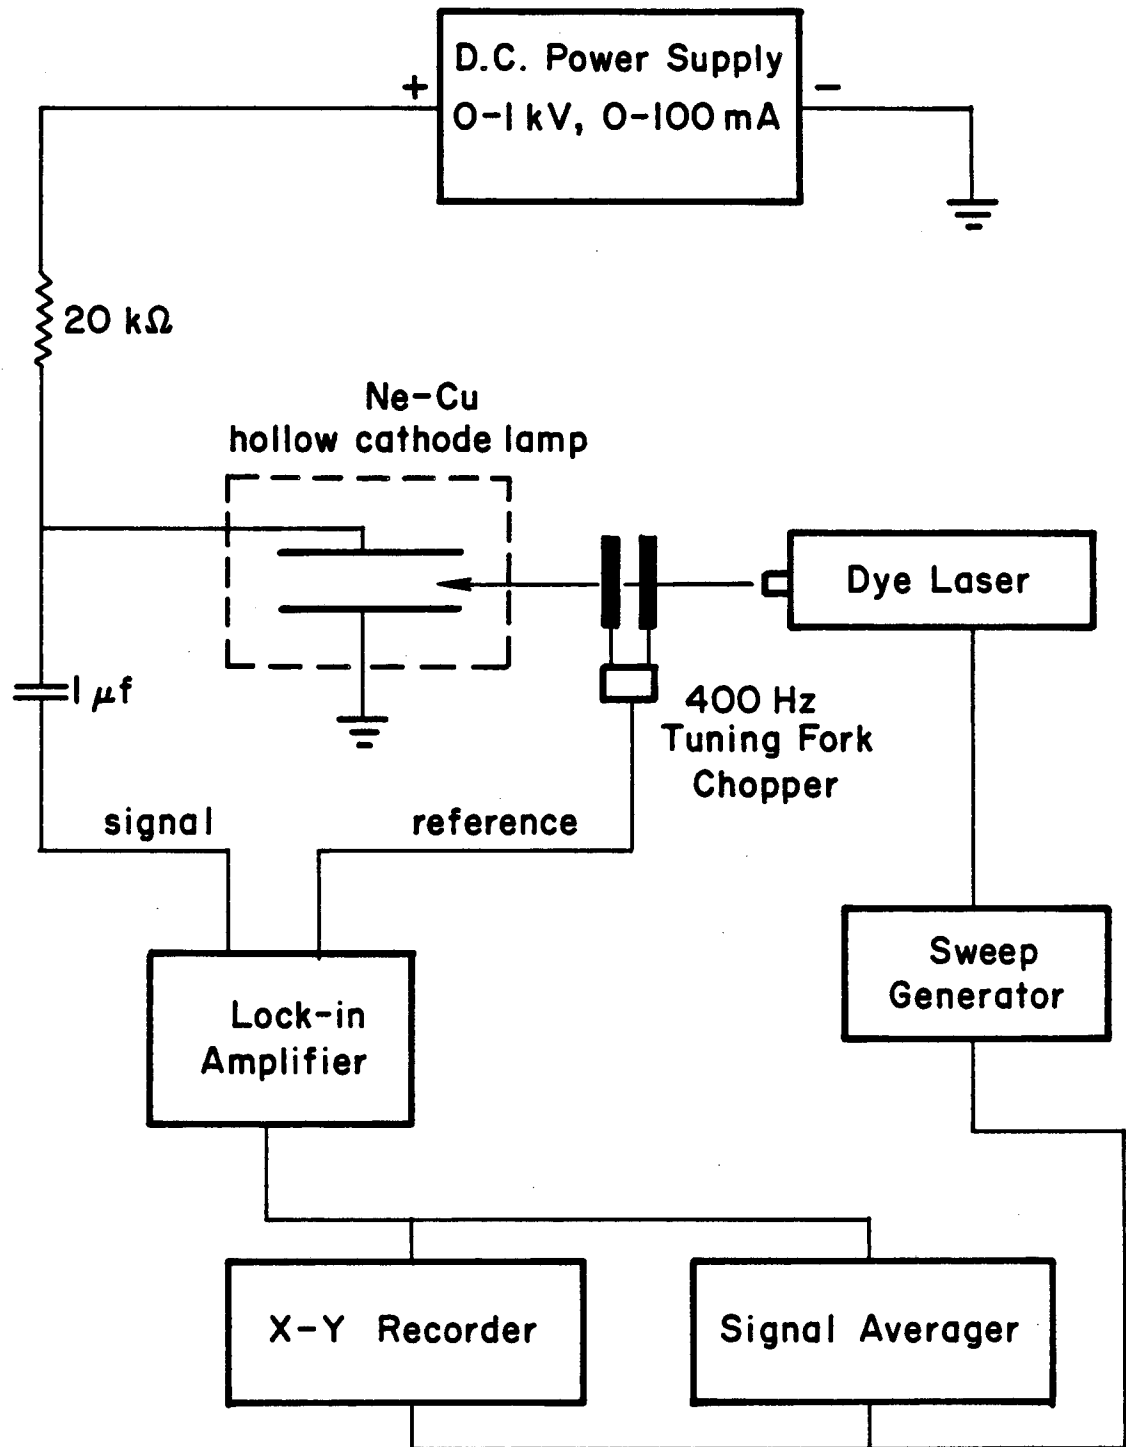 D.C. Power Supply
+
-
0-1 kV, 0-100 mA
20 kΩ
Ne-Cu
hollow cathode lamp
Dye Laser
1 μf
400 Hz
Tuning Fork
Chopper
signal
reference
Sweep
Generator
Lock-in
Amplifier
X-Y Recorder
Signal Averager